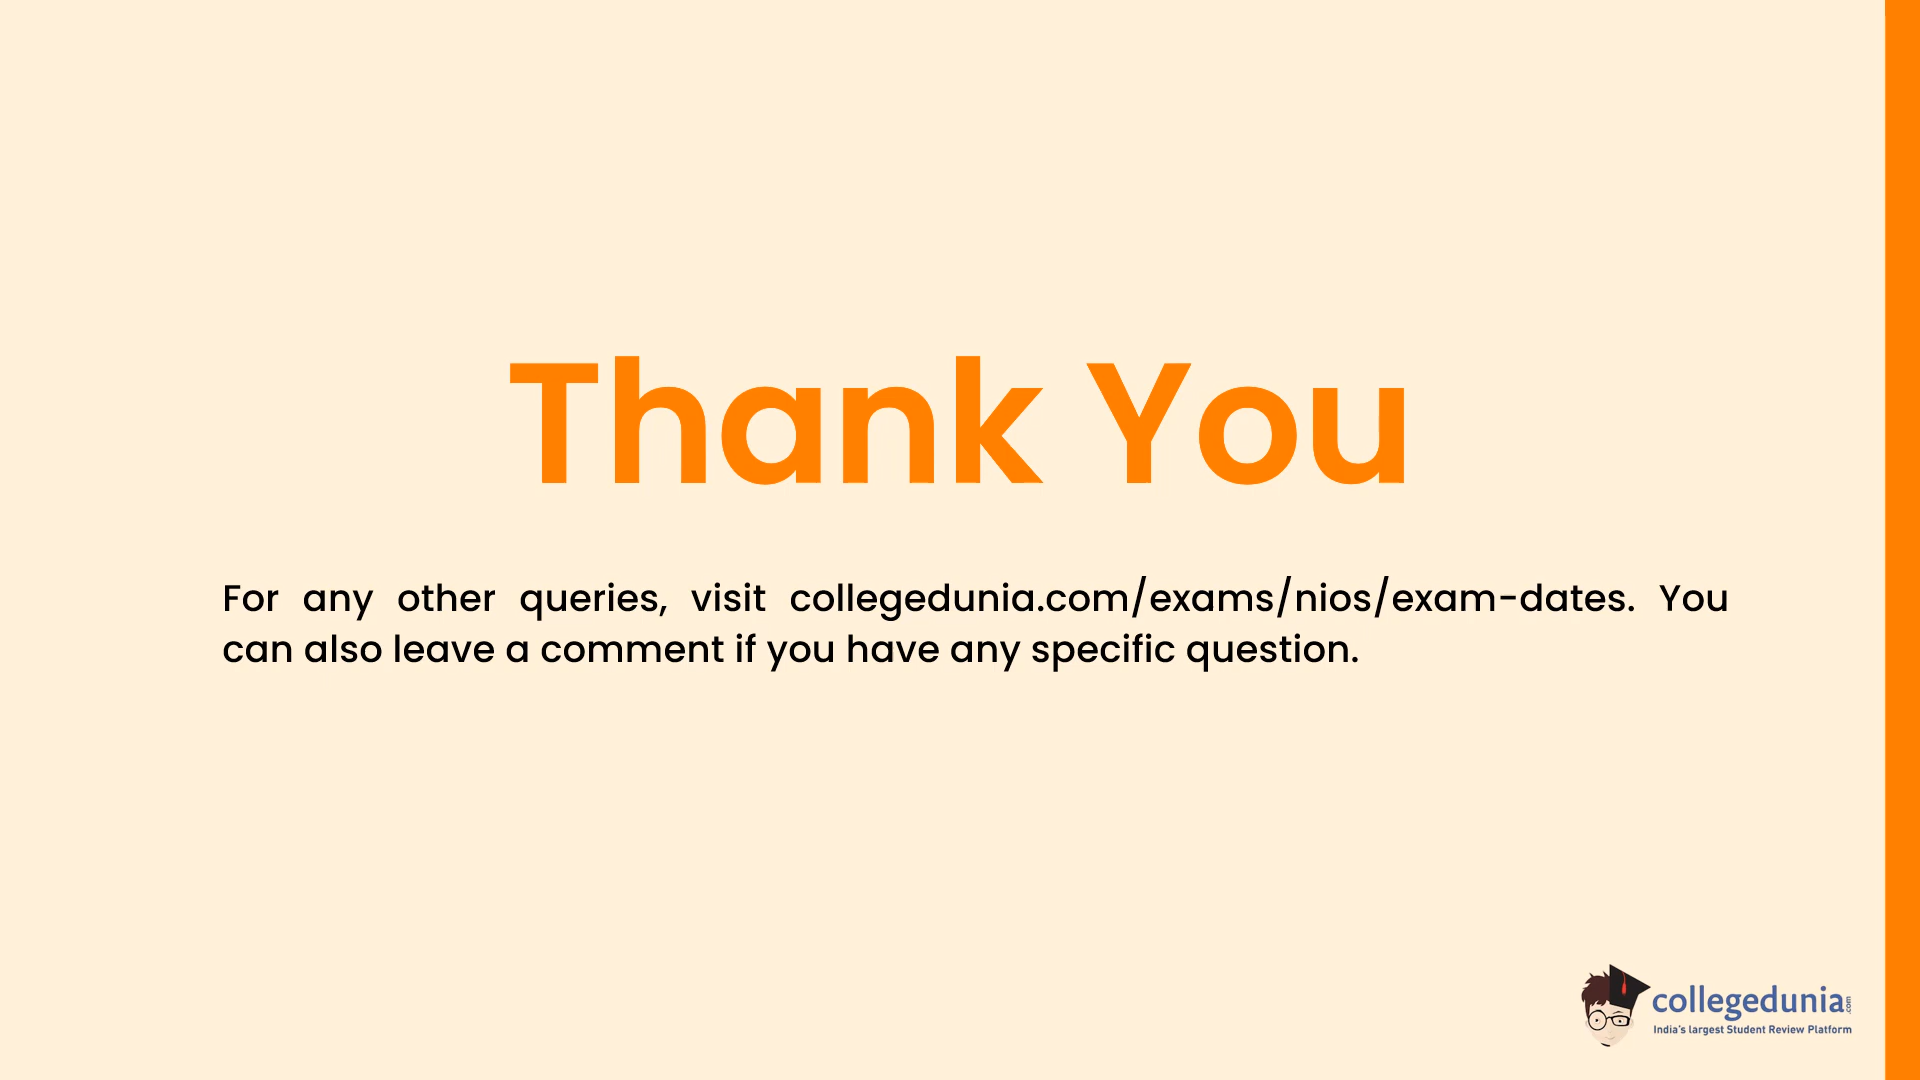 Thank You
For any other queries, visit collegedunia.com/exams/nios/exam-dates. You
can also leave a comment if you have any specific question.
collegedunia.com
India's largest Student Review Platform